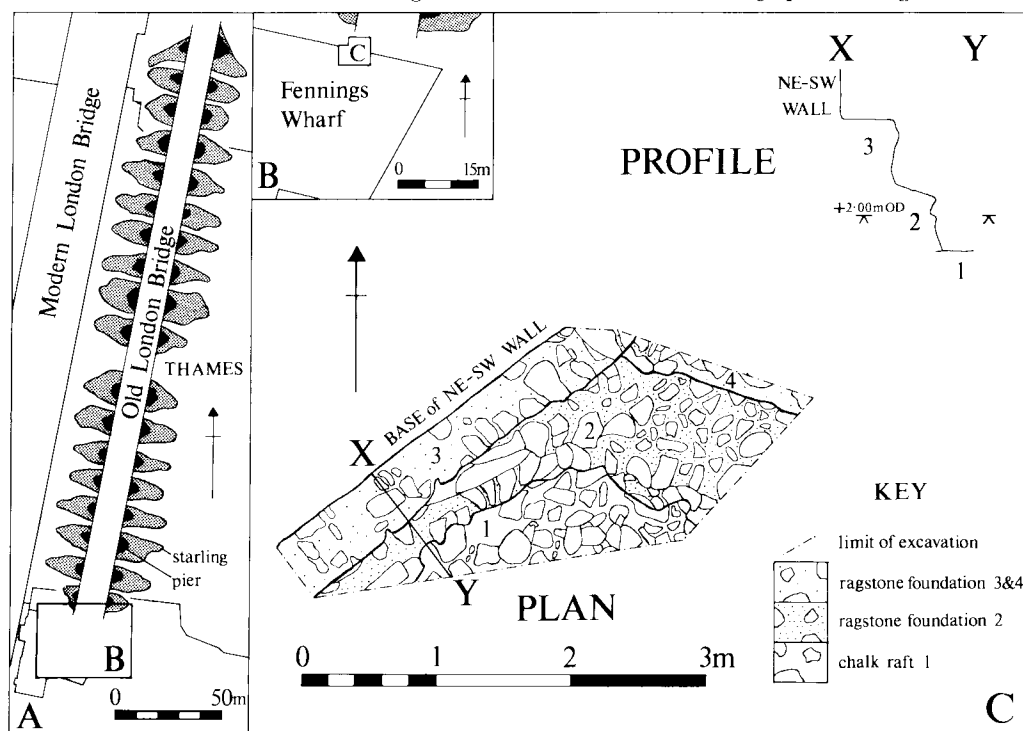 Modern London Bridge
Old London Bridge
THAMES
starling
pier
B
0 50m
A
C
Fennings
Wharf
B
0 15m
X Y
NE-SW
WALL
3
PROFILE
+2·00mOD
2
1
BASE of NE-SW WALL
X
3
2
4
1
Y
PLAN
0 1 2 3m
KEY
limit of excavation
ragstone foundation 3&4
ragstone foundation 2
chalk raft 1
C